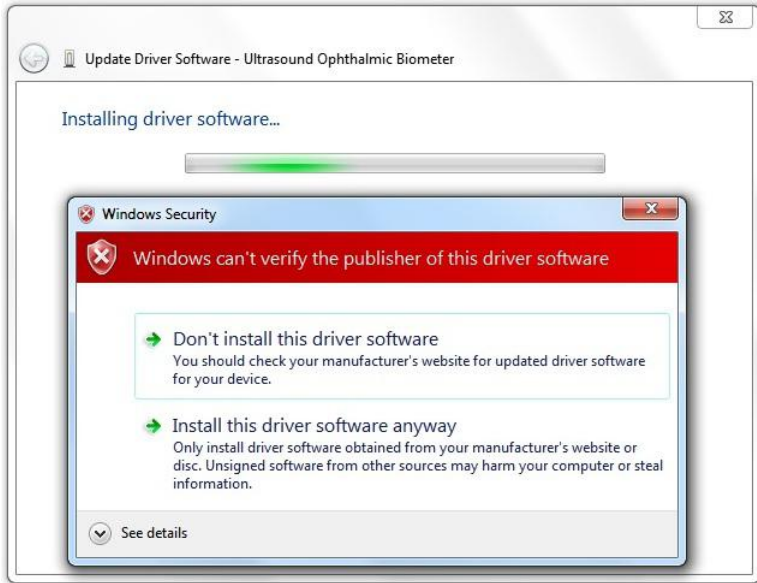 Update Driver Software - Ultrasound Ophthalmic Biometer
Installing driver software...
Windows Security
Windows can't verify the publisher of this driver software
Don't install this driver software
You should check your manufacturer's website for updated driver software
for your device.
Install this driver software anyway
Only install driver software obtained from your manufacturer's website or
disc. Unsigned software from other sources may harm your computer or steal
information.
See details